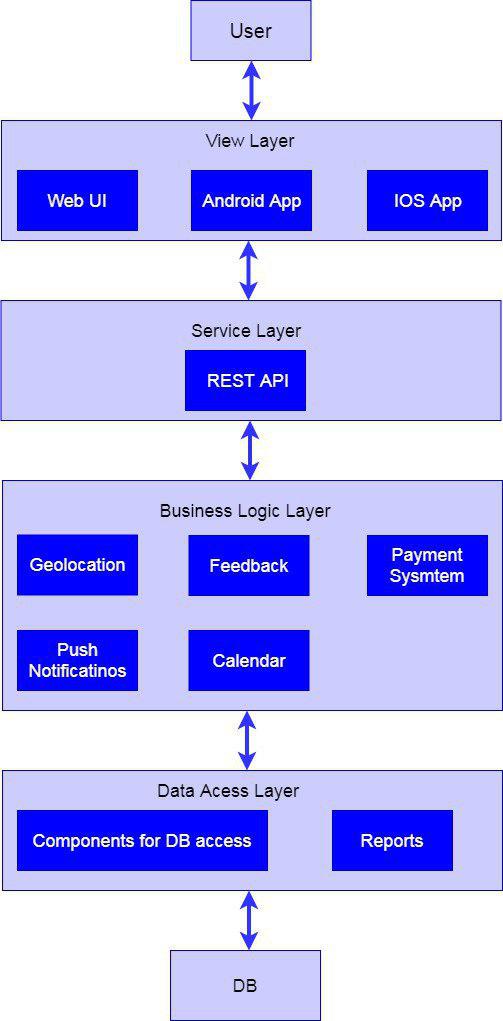 User
View Layer
Web UI
Android App
IOS App
Service Layer
REST API
Business Logic Layer
Geolocation
Feedback
Payment
Sysmtem
Push
Notificatinos
Calendar
Data Acess Layer
Components for DB access
Reports
DB